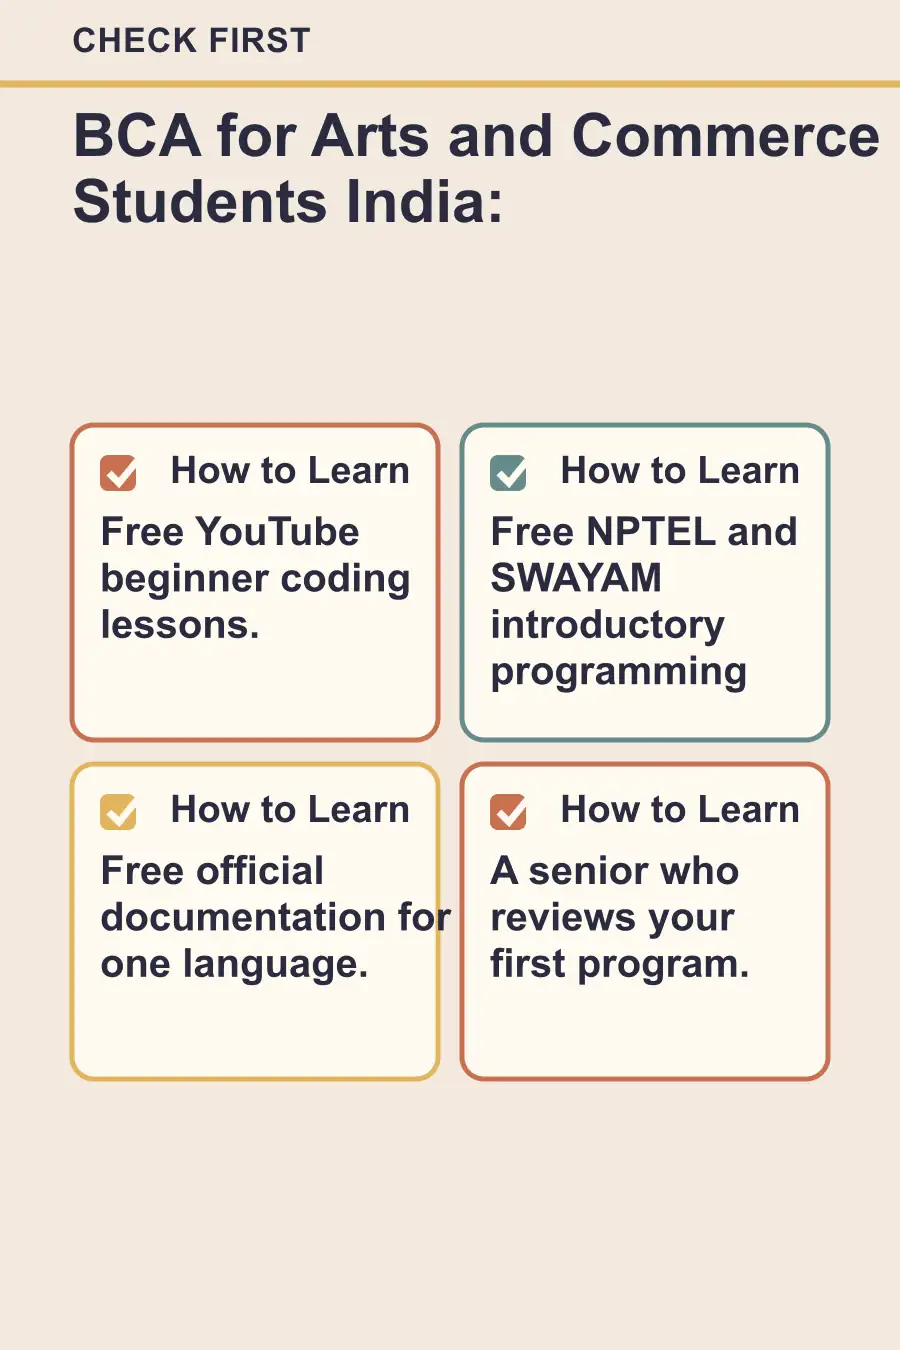 CHECK FIRST
BCA for Arts and Commerce
Students India:
How to Learn
Free YouTube
beginner coding
lessons.
How to Learn
Free NPTEL and
SWAYAM
introductory
programming
How to Learn
Free official
documentation for
one language.
How to Learn
A senior who
reviews your
first program.